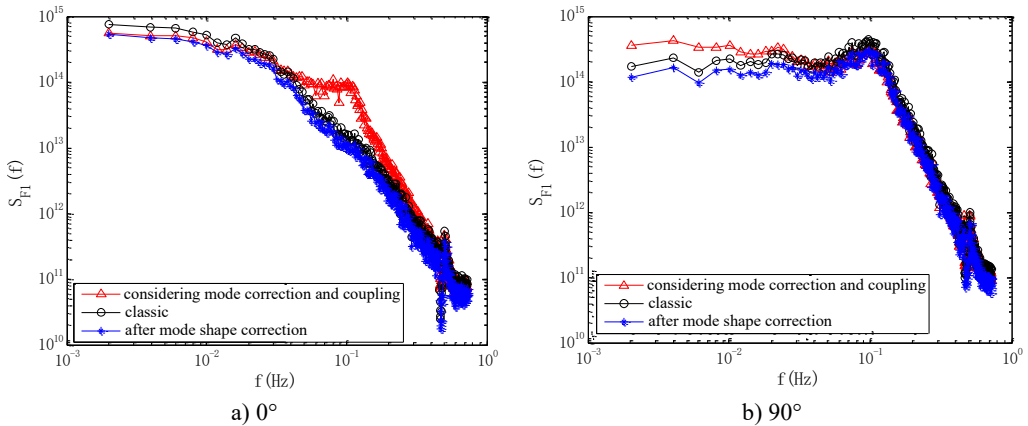 10^15
10^14
10^13
10^12
10^11
10^10
S_F1 (f)
considering mode correction and coupling
classic
after mode shape correction
10^-3 10^-2 10^-1 10^0
f(Hz)
a) 0°
10^15
10^14
10^13
10^12
10^11
10^10
S_F1 (f)
considering mode correction and coupling
classic
after mode shape correction
10^-3 10^-2 10^-1 10^0
f(Hz)
b) 90°